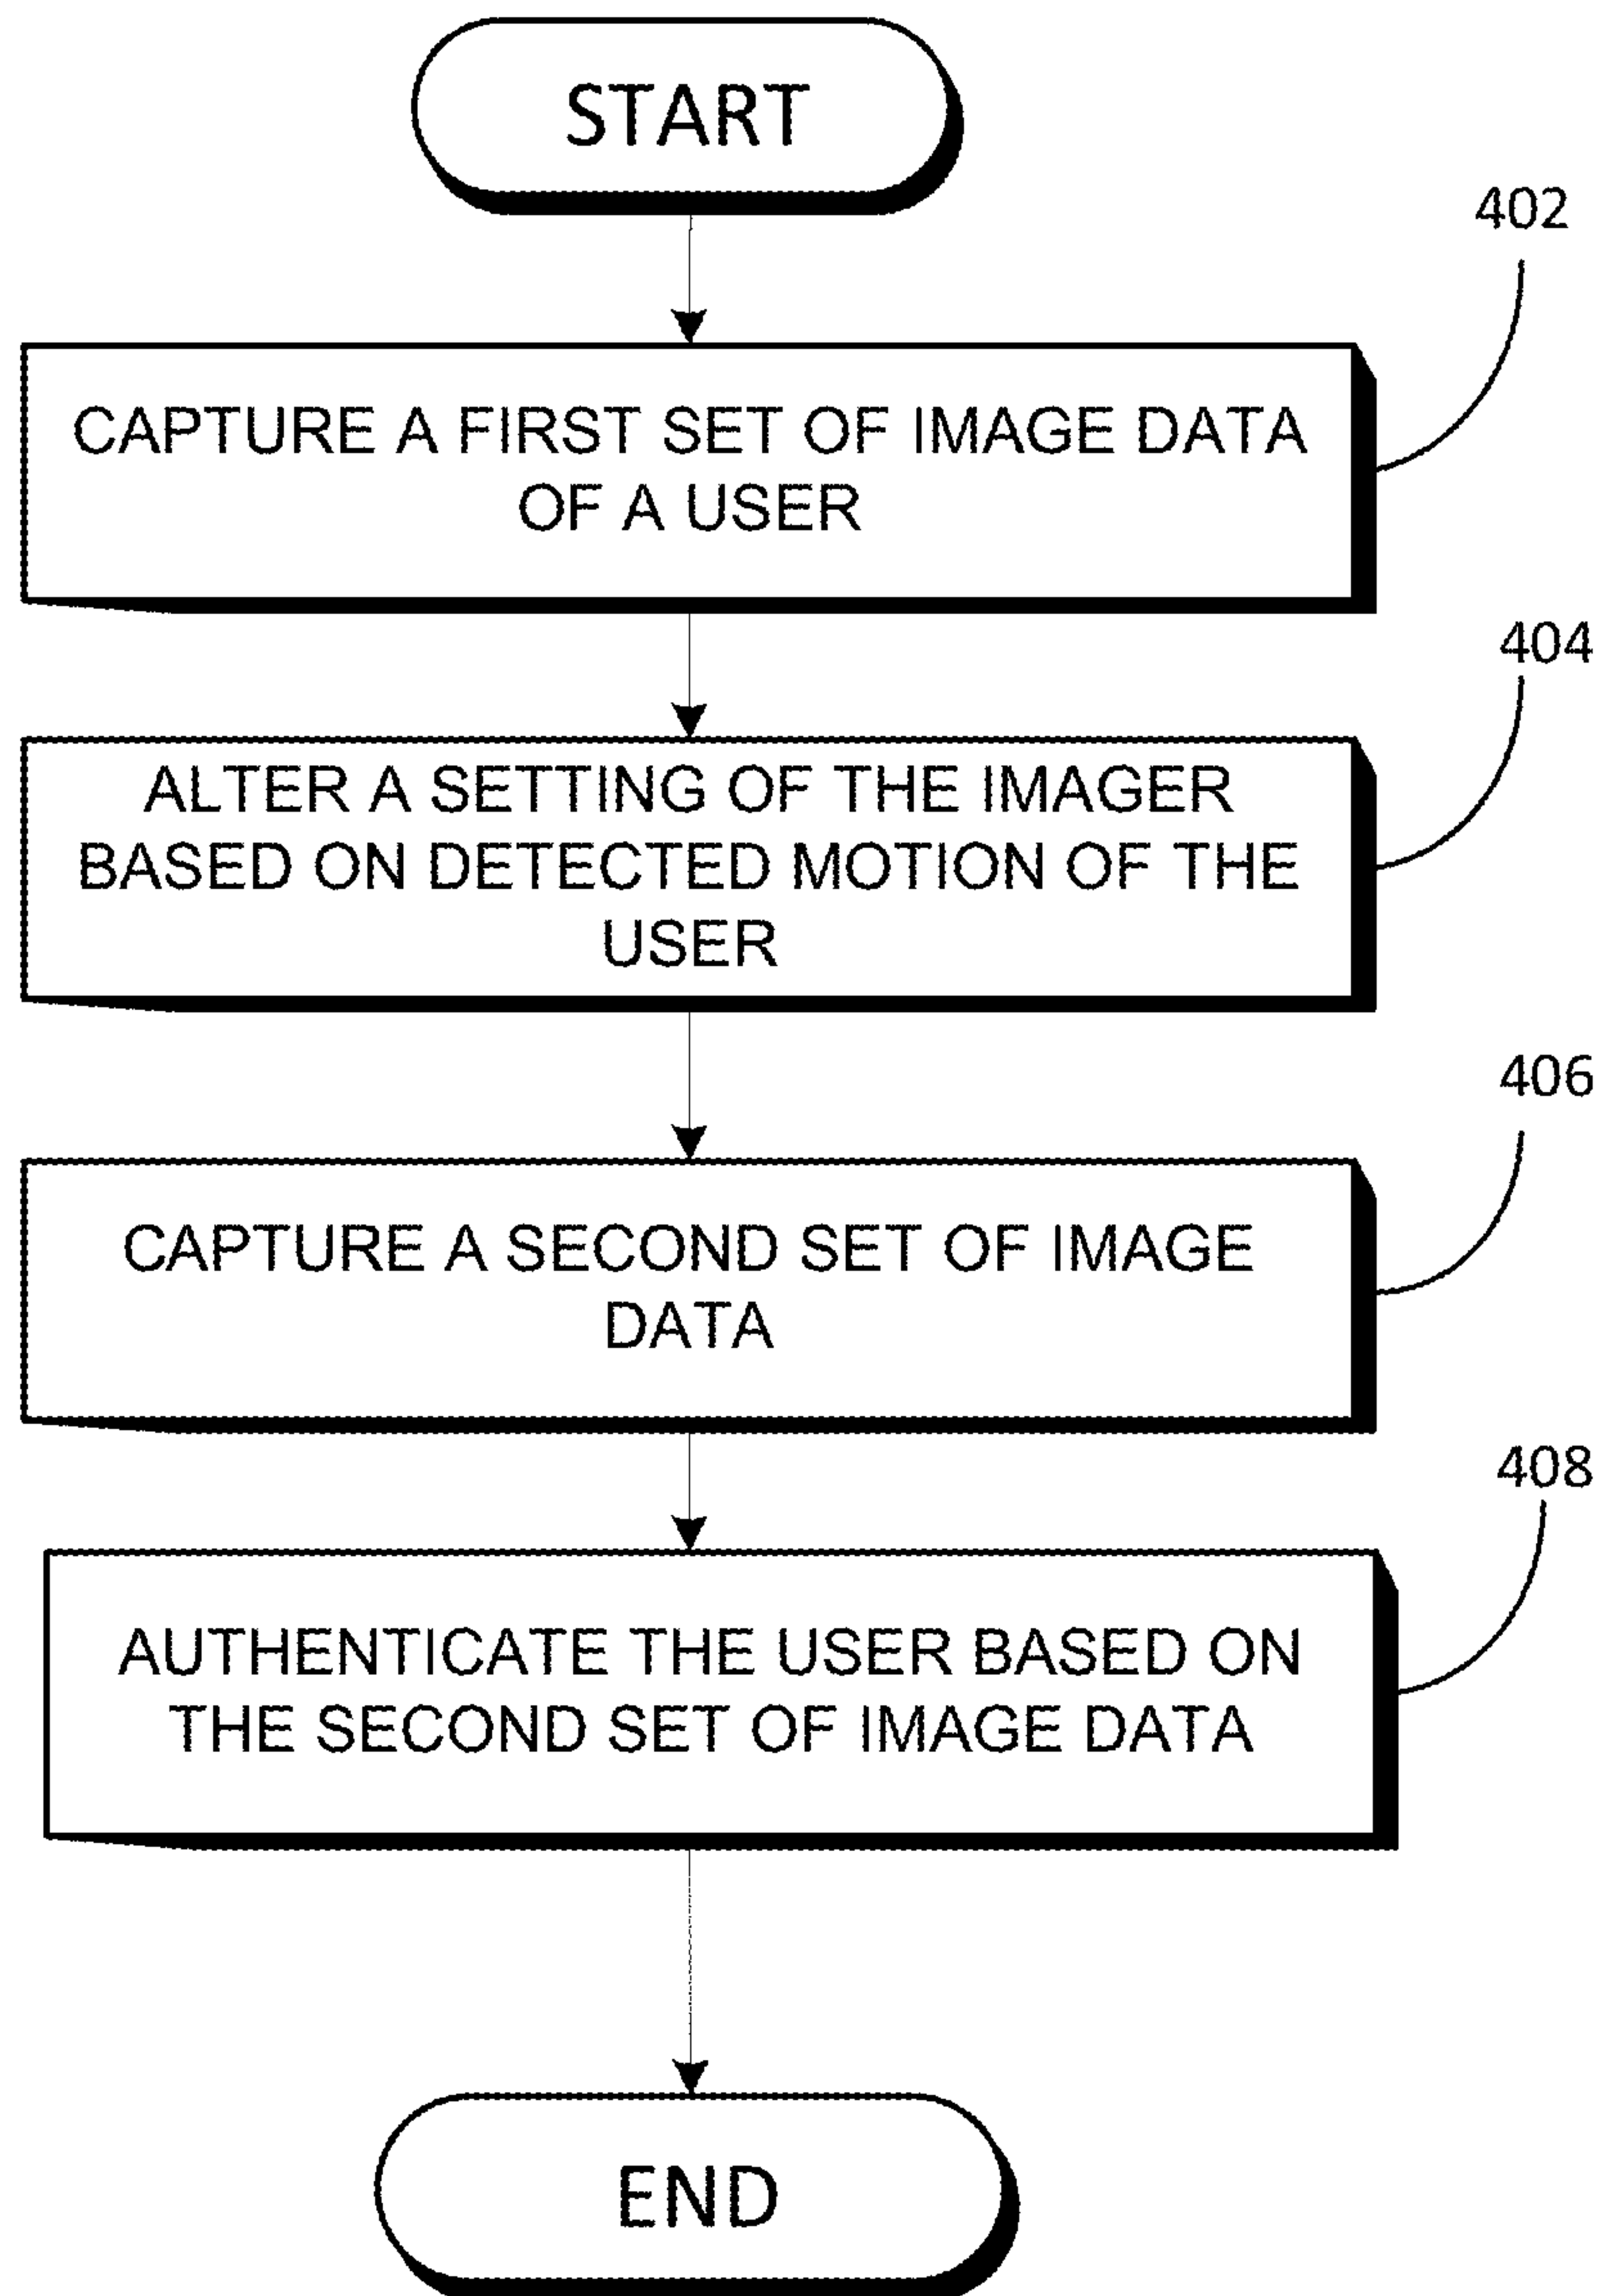 START
402
CAPTURE A FIRST SET OF IMAGE DATA
OF A USER
404
ALTER A SETTING OF THE IMAGER
BASED ON DETECTED MOTION OF THE
USER
406
CAPTURE A SECOND SET OF IMAGE
DATA
408
AUTHENTICATE THE USER BASED ON
THE SECOND SET OF IMAGE DATA
END